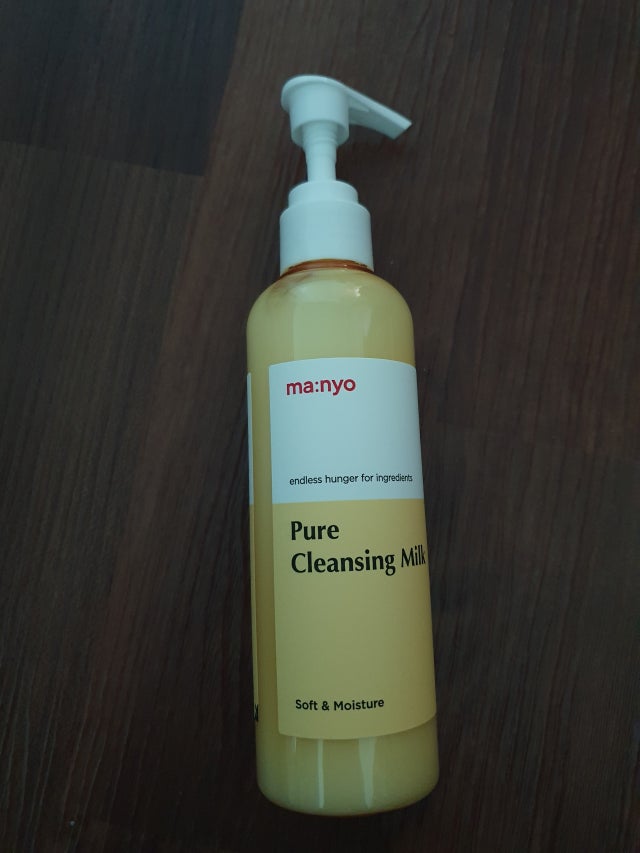 ma:nyo
endless hunger for ingredients
Pure
Cleansing Milk
Soft & Moisture